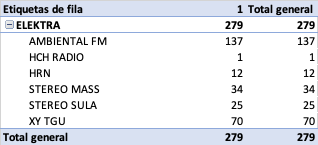 Etiquetas de fila 1 Total general
ELEKTRA 279 279
AMBIENTAL FM 137 137
HCH RADIO 1 1
HRN 12 12
STEREO MASS 34 34
STEREO SULA 25 25
XY TGU 70 70
Total general 279 279